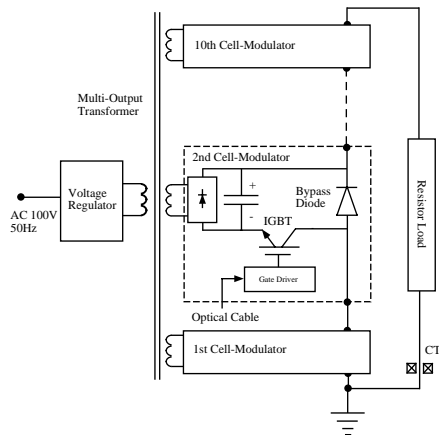 10th Cell-Modulator
Multi-Output
Transformer
2nd Cell-Modulator
+
-
Bypass
Diode
IGBT
Voltage
Regulator
AC 100V
50Hz
Gate Driver
Optical Cable
Resistor Load
1st Cell-Modulator
CT